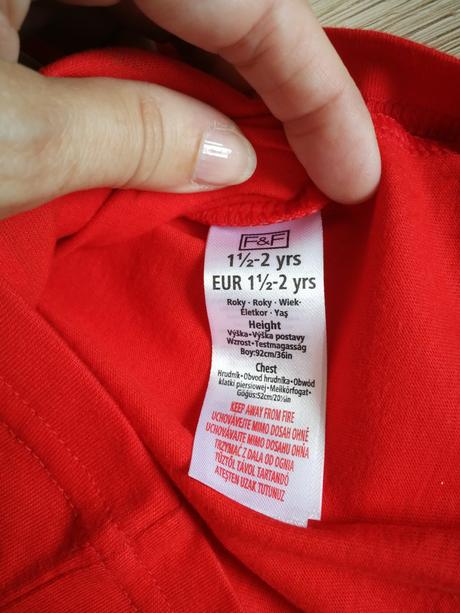 F&F
1½-2 yrs
EUR 1½-2 yrs
Roky · Roky · Wiek·
Életkor · Yaş
Height
Výška·Výška postavy
Wzrost·Testmagasság
Boy:92cm/36in
Chest
Hrudník·Obvod hrudníka·Obwód
klatki piersiowej·Mellkörfogat·
Göğüs:52cm/20½in
KEEP AWAY FROM FIRE
UCHOVÁVEJTE MIMO DOSAH OHNĚ
UCHOVÁVAJTE MIMO DOSAHU OHŇA
TRZYMAĆ Z DALA OD OGNIA
TŰZTŐL TÁVOL TARTANDÓ
ATEŞTEN UZAK TUTUNUZ